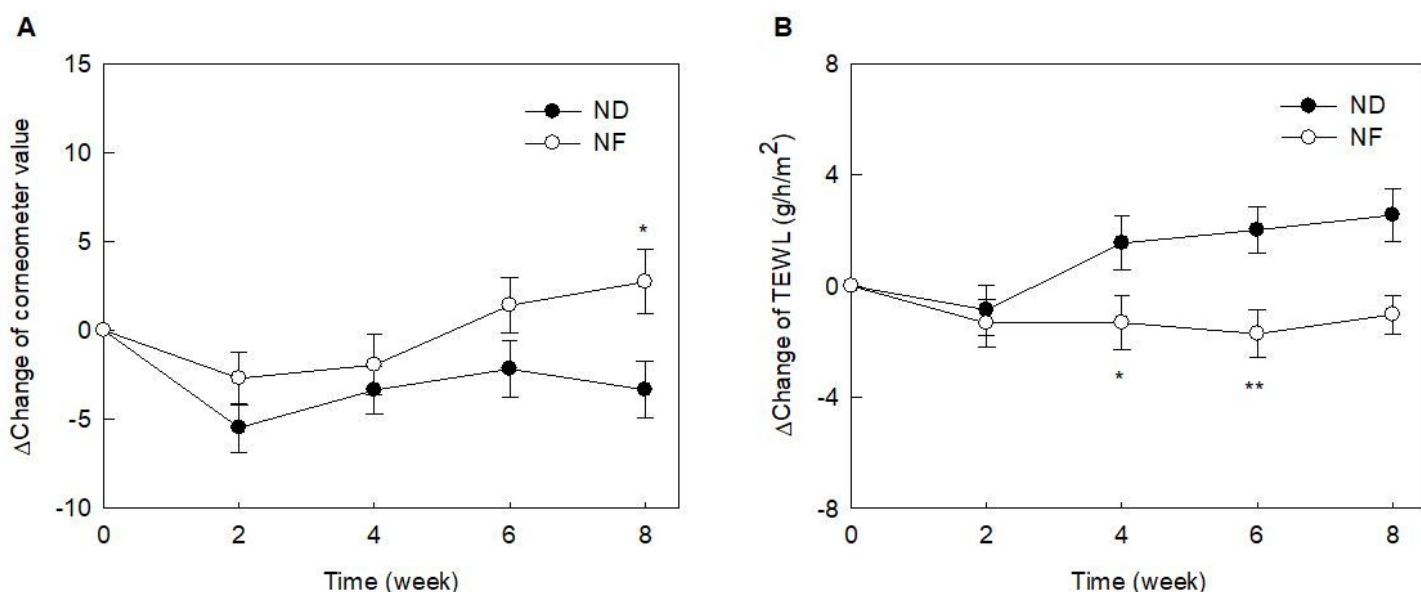 A
ΔChange of corneometer value
15
10
5
0
-5
-10
ND
NF
*
0 2 4 6 8
Time (week)
B
ΔChange of TEWL (g/h/m²)
8
4
0
-4
-8
ND
NF
*
**
0 2 4 6 8
Time (week)